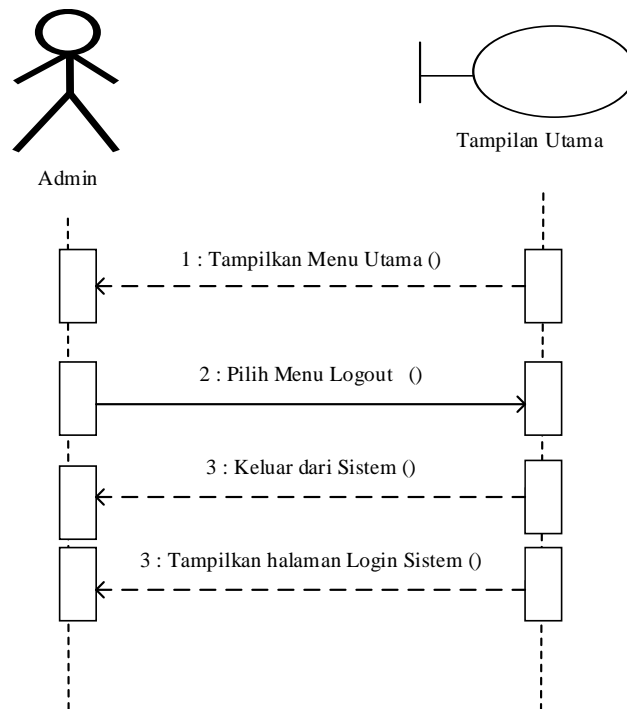 Tampilan Utama
Admin
1 : Tampilkan Menu Utama ()
2 : Pilih Menu Logout ()
3 : Keluar dari Sistem ()
3 : Tampilkan halaman Login Sistem ()